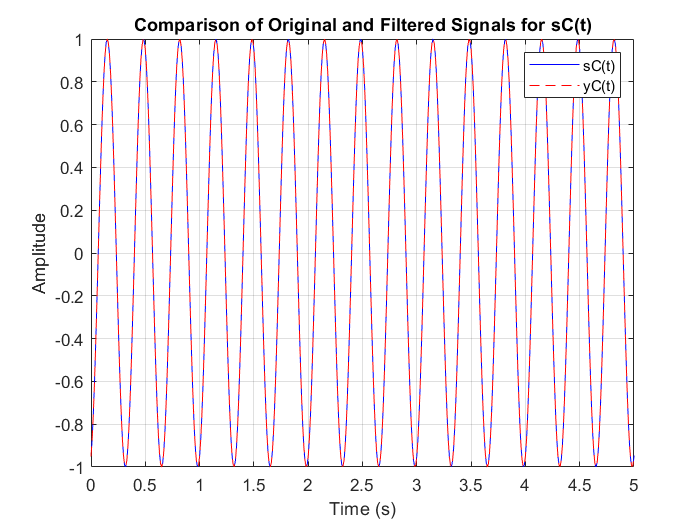 Comparison of Original and Filtered Signals for sC(t)
sC(t)
yC(t)
Amplitude
1
0.8
0.6
0.4
0.2
0
-0.2
-0.4
-0.6
-0.8
-1
0 0.5 1 1.5 2 2.5 3 3.5 4 4.5 5
Time (s)